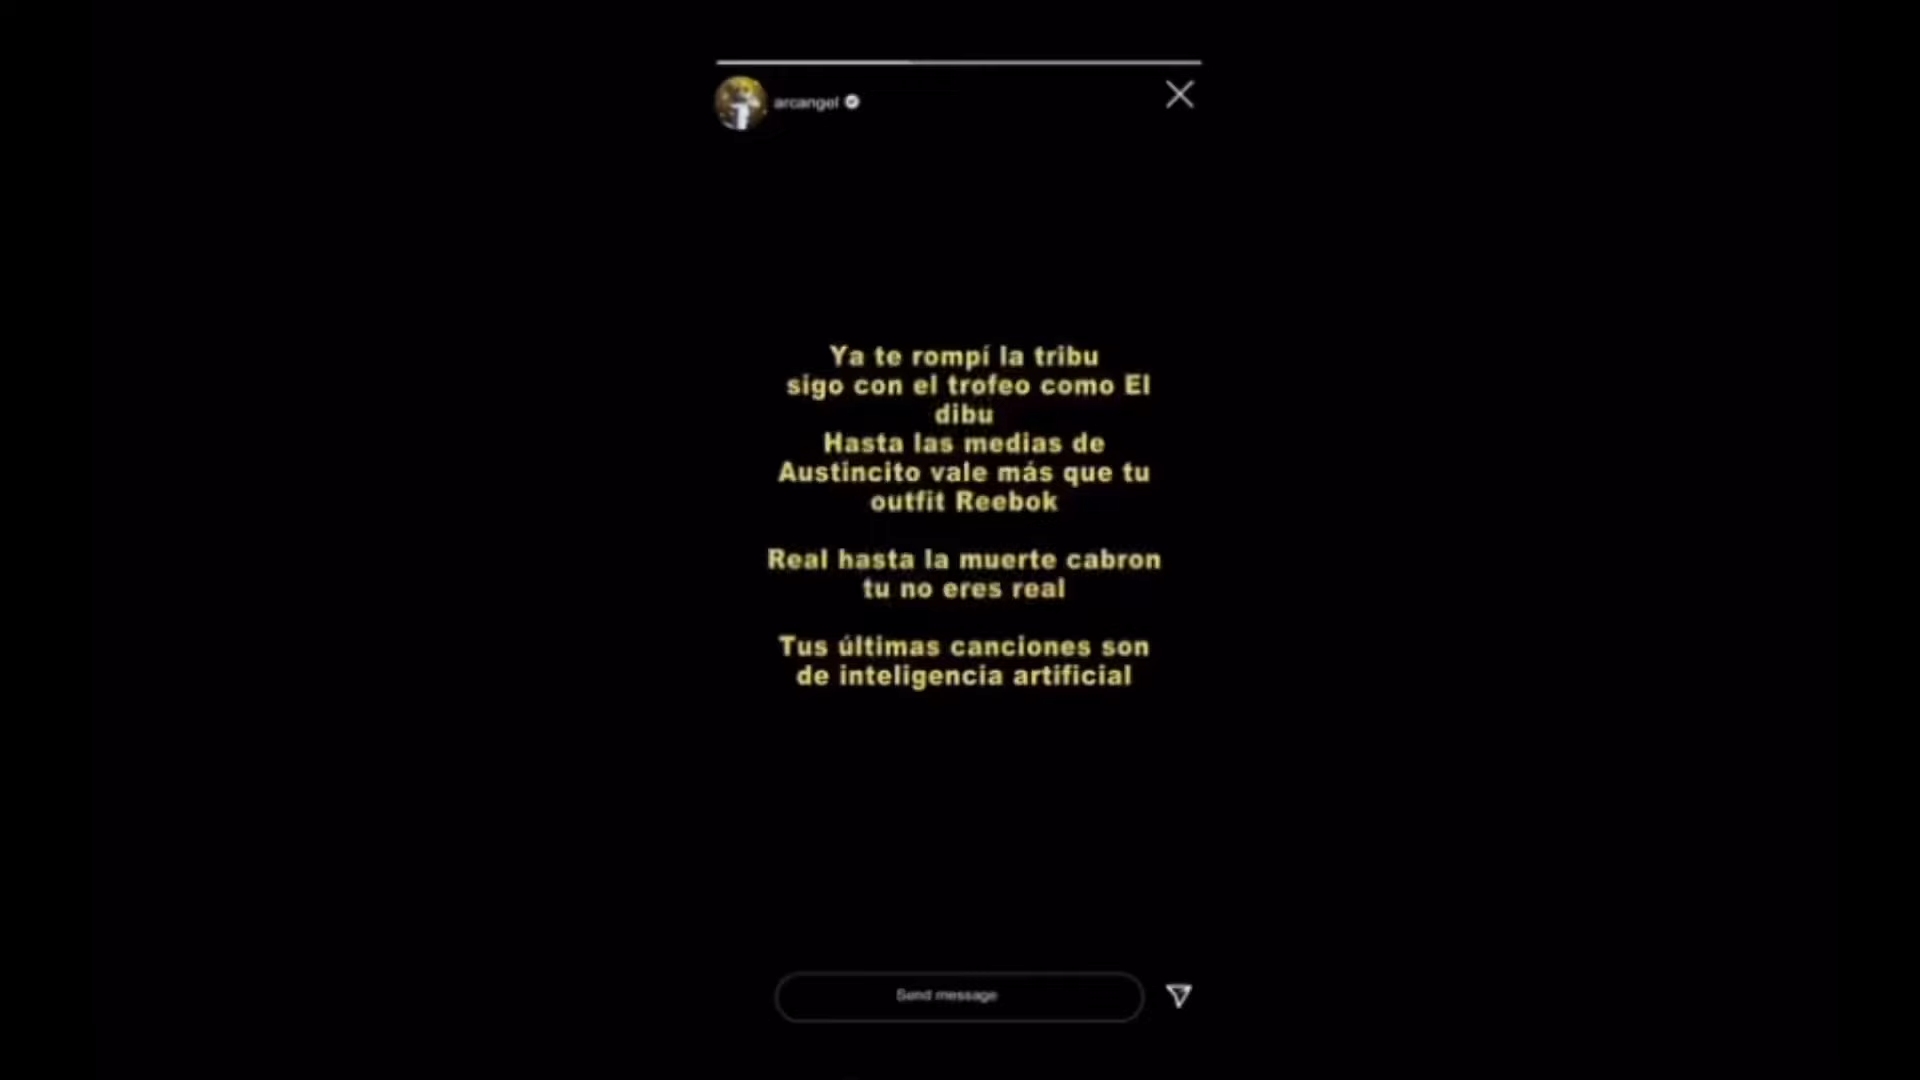 arcangel
Ya te rompí la tribu
sigo con el trofeo como El
dibu
Hasta las medias de
Austincito vale más que tu
outfit Reebok
Real hasta la muerte cabron
tu no eres real
Tus últimas canciones son
de inteligencia artificial
Send message